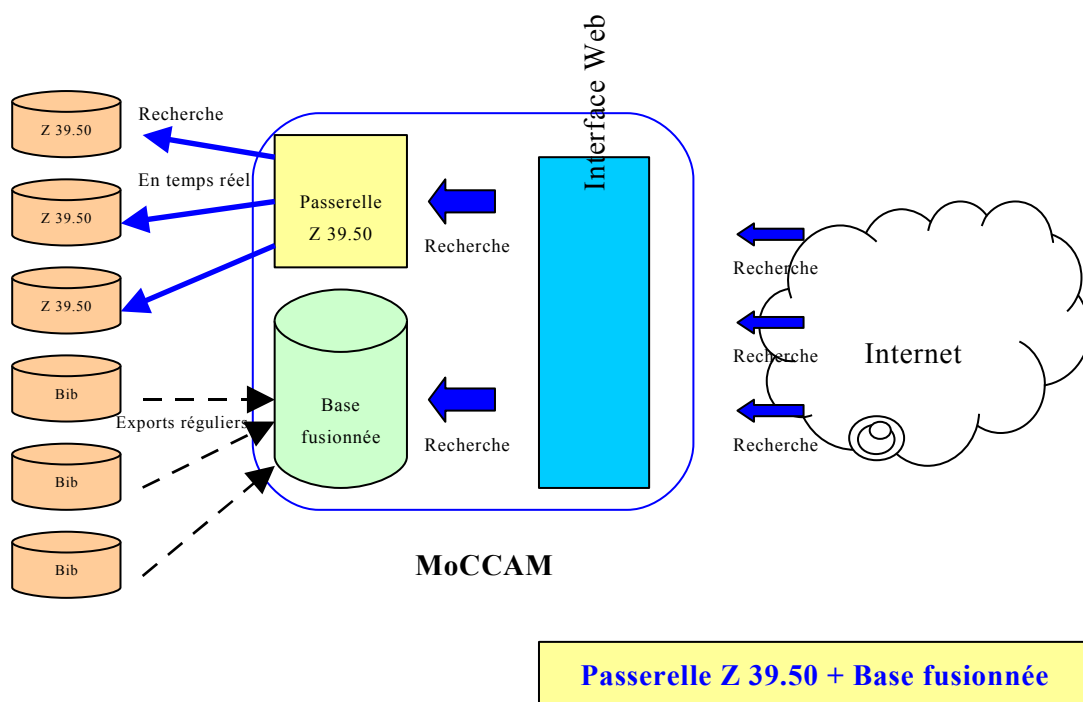 Interface Web
Z 39.50
Recherche
En temps réel
Z 39.50
Z 39.50
Passerelle
Z 39.50
Recherche
Recherche
Recherche
Recherche
Internet
Bib
Exports réguliers
Bib
Bib
Base
fusionnée
Recherche
MoCCAM
Passerelle Z 39.50 + Base fusionnée